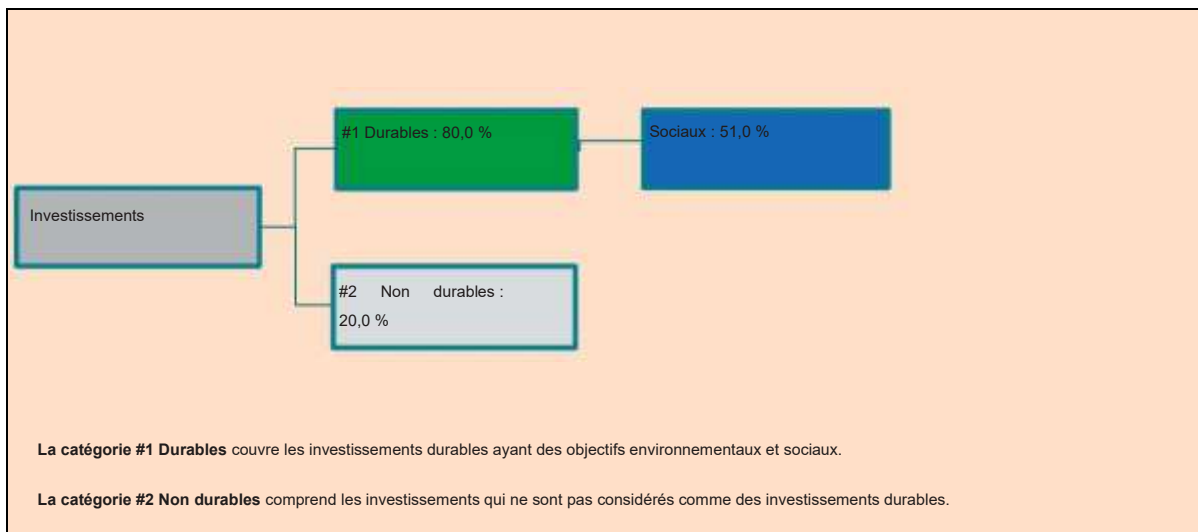 #1 Durables : 80,0 %
Sociaux : 51,0 %
Investissements
#2 Non durables :
20,0 %
La catégorie #1 Durables couvre les investissements durables ayant des objectifs environnementaux et sociaux.
La catégorie #2 Non durables comprend les investissements qui ne sont pas considérés comme des investissements durables.